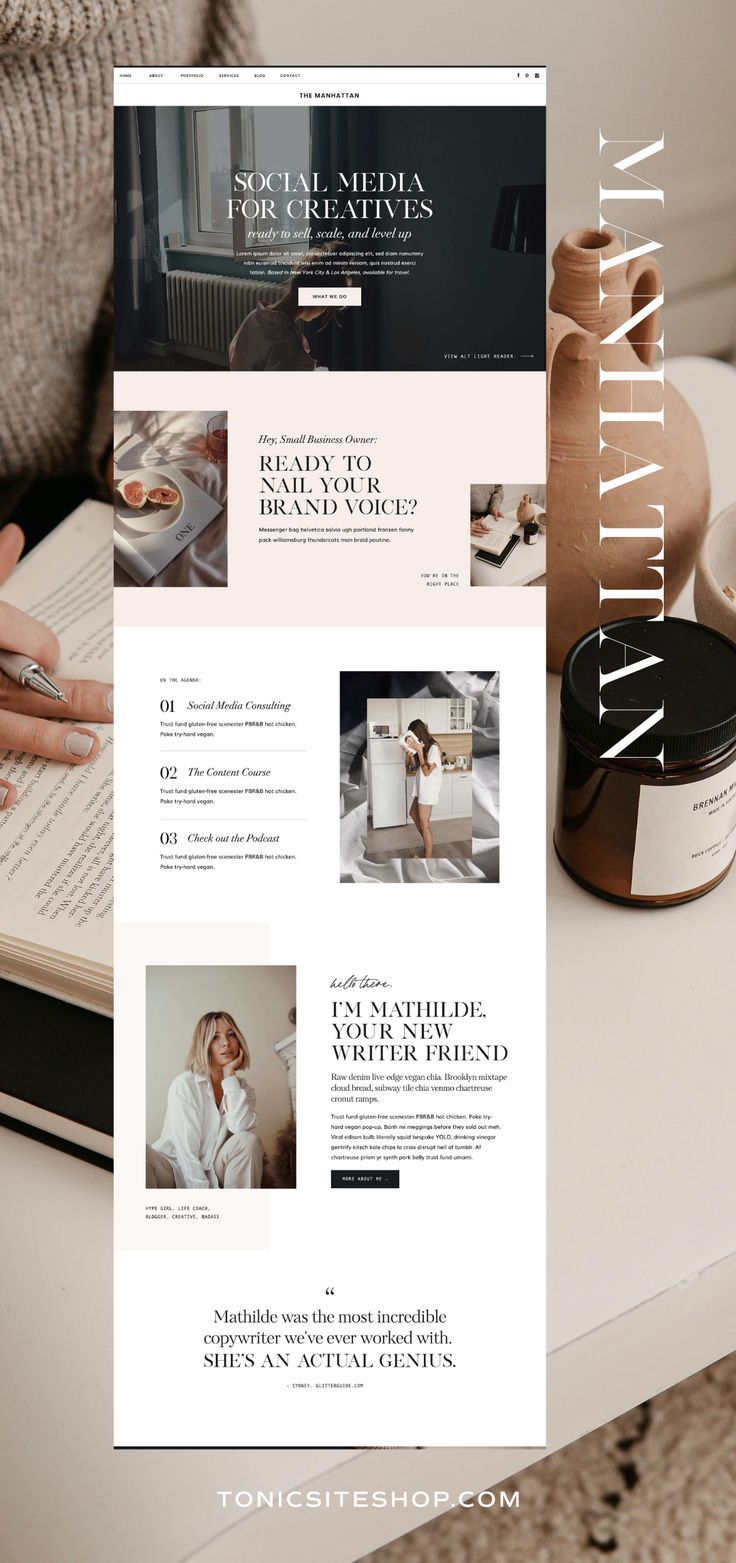 HOME ABOUT PORTFOLIO SERVICES BLOG CONTACT
THE MANHATTAN
SOCIAL MEDIA
FOR CREATIVES
ready to sell, scale, and level up
Lorem ipsum dolor sit amet, consectetuer adipiscing elit, sed diam nonummy
nibh euismod tincidunt wisi enim ad minim veniam, quis nostrud exerci
tation. Based in New York City & Los Angeles, available for travel.
WHAT WE DO
VIEW ALT LIGHT HEADER:
MANHATTAN
Hey, Small Business Owner:
READY TO
NAIL YOUR
BRAND VOICE?
Messenger bag helvetica salvia ugh portland franzen fanny
pack williamsburg thundercats man braid poutine.
ONE
YOU'RE IN THE
RIGHT PLACE
ON THE AGENDA:
01 Social Media Consulting
Trust fund gluten-free scenester PBR&B hot chicken.
Poke try-hard vegan.
02 The Content Course
Trust fund gluten-free scenester PBR&B hot chicken.
Poke try-hard vegan.
03 Check out the Podcast
Trust fund gluten-free scenester PBR&B hot chicken.
Poke try-hard vegan.
BRENNAN
hello there.
I'M MATHILDE,
YOUR NEW
WRITER FRIEND
Raw denim live-edge vegan chia. Brooklyn mixtape
cloud bread, subway tile chia venmo chartreuse
cronut ramps.
Trust fund gluten-free scenester PBR&B hot chicken. Poke try-
hard vegan pop-up. Banh mi meggings before they sold out meh.
Viral edison bulb literally squid bespoke YOLO, drinking vinegar
gentrify kitsch kale chips la croix disrupt hell of tumblr. Af
chartreuse prism yr synth pork belly trust fund umami.
MORE ABOUT ME →
HYPE GIRL, LIFE COACH,
BLOGGER, CREATIVE, BADASS
“
Mathilde was the most incredible
copywriter we've ever worked with.
SHE'S AN ACTUAL GENIUS.
- SYDNEY, GLITTERGUIDE.COM
TONICSITESHOP.COM